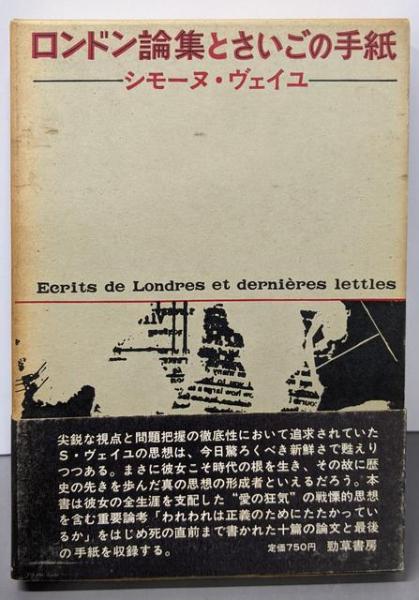 ロンドン論集とさいごの手紙
シモーヌ・ヴェイユ
Ecrits de Londres et dernières lettles
尖鋭な視点と問題把握の徹底性において追求されていた
S・ヴェイユの思想は、今日驚ろくべき新鮮さで甦えり
つつある。まさに彼女こそ時代の根を生き、その故に歴
史の先きを歩んだ真の思想の形成者といえるだろう。本
書は彼女の全生涯を支配した“愛の狂気”の戦慄的思想
を含む重要論考「われわれは正義のためにたたかってい
るか」をはじめ死の直前まで書かれた十篇の論文と最後
の手紙を収録する。
定価750円 勁草書房